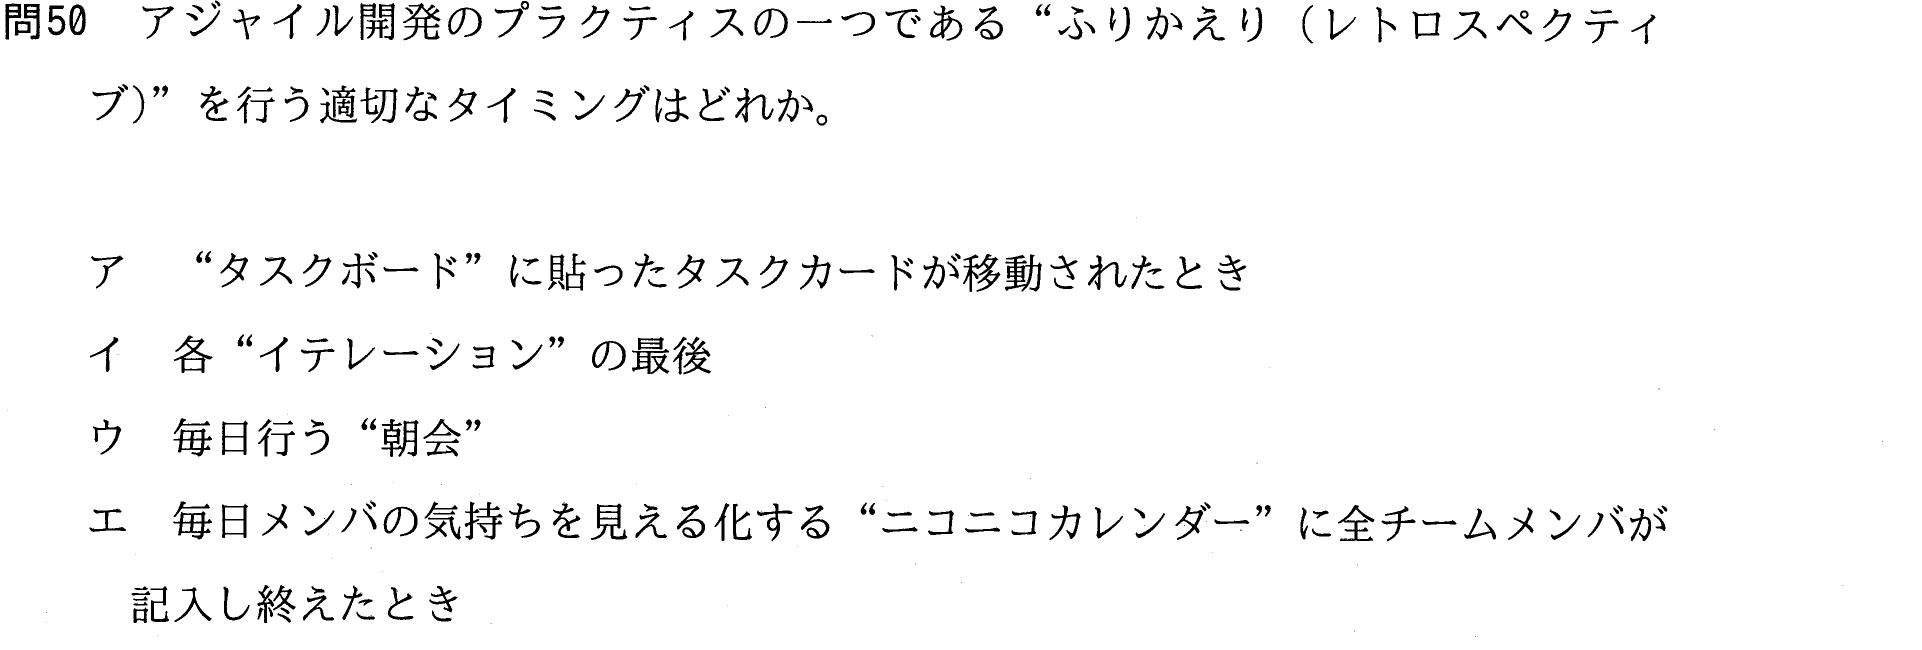 問50　アジャイル開発のプラクティスの一つである“ふりかえり（レトロスペクティ
ブ）”を行う適切なタイミングはどれか。
ア　“タスクボード”に貼ったタスクカードが移動されたとき
イ　各“イテレーション”の最後
ウ　毎日行う“朝会”
エ　毎日メンバの気持ちを見える化する“ニコニコカレンダー”に全チームメンバが
記入し終えたとき